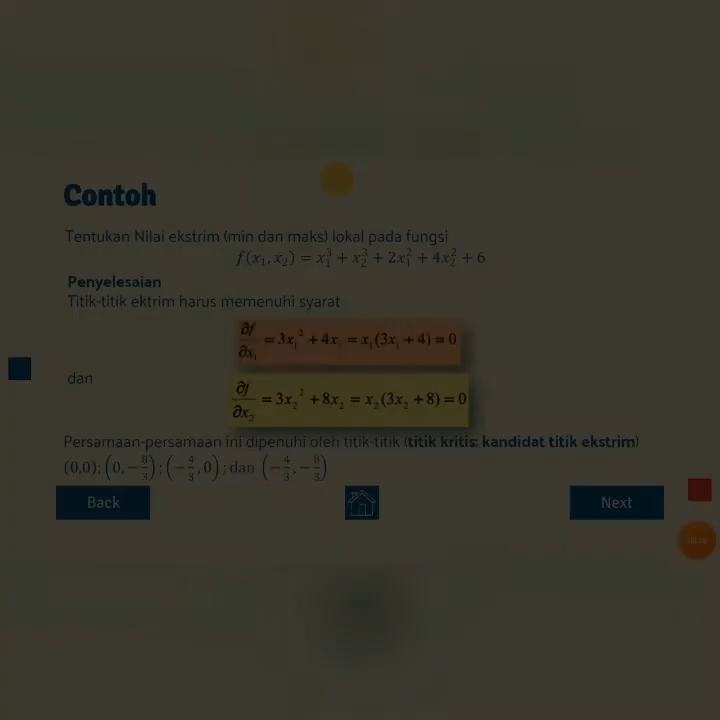 Contoh
Tentukan Nilai ekstrim (min dan maks) lokal pada fungsi
f(x₁, x₂) = x₁³ + x₂³ + 2x₁² + 4x₂² + 6
Penyelesaian
Titik-titik ektrim harus memenuhi syarat
∂f/∂x₁ = 3x₁² + 4x₁ = x₁(3x₁ + 4) = 0
dan
∂f/∂x₂ = 3x₂² + 8x₂ = x₂(3x₂ + 8) = 0
Persamaan-persamaan ini dipenuhi oleh titik-titik (titik kritis: kandidat titik ekstrim)
(0,0); (0, −8/3); (−4/3, 0); dan (−4/3, −8/3)
Back
Next